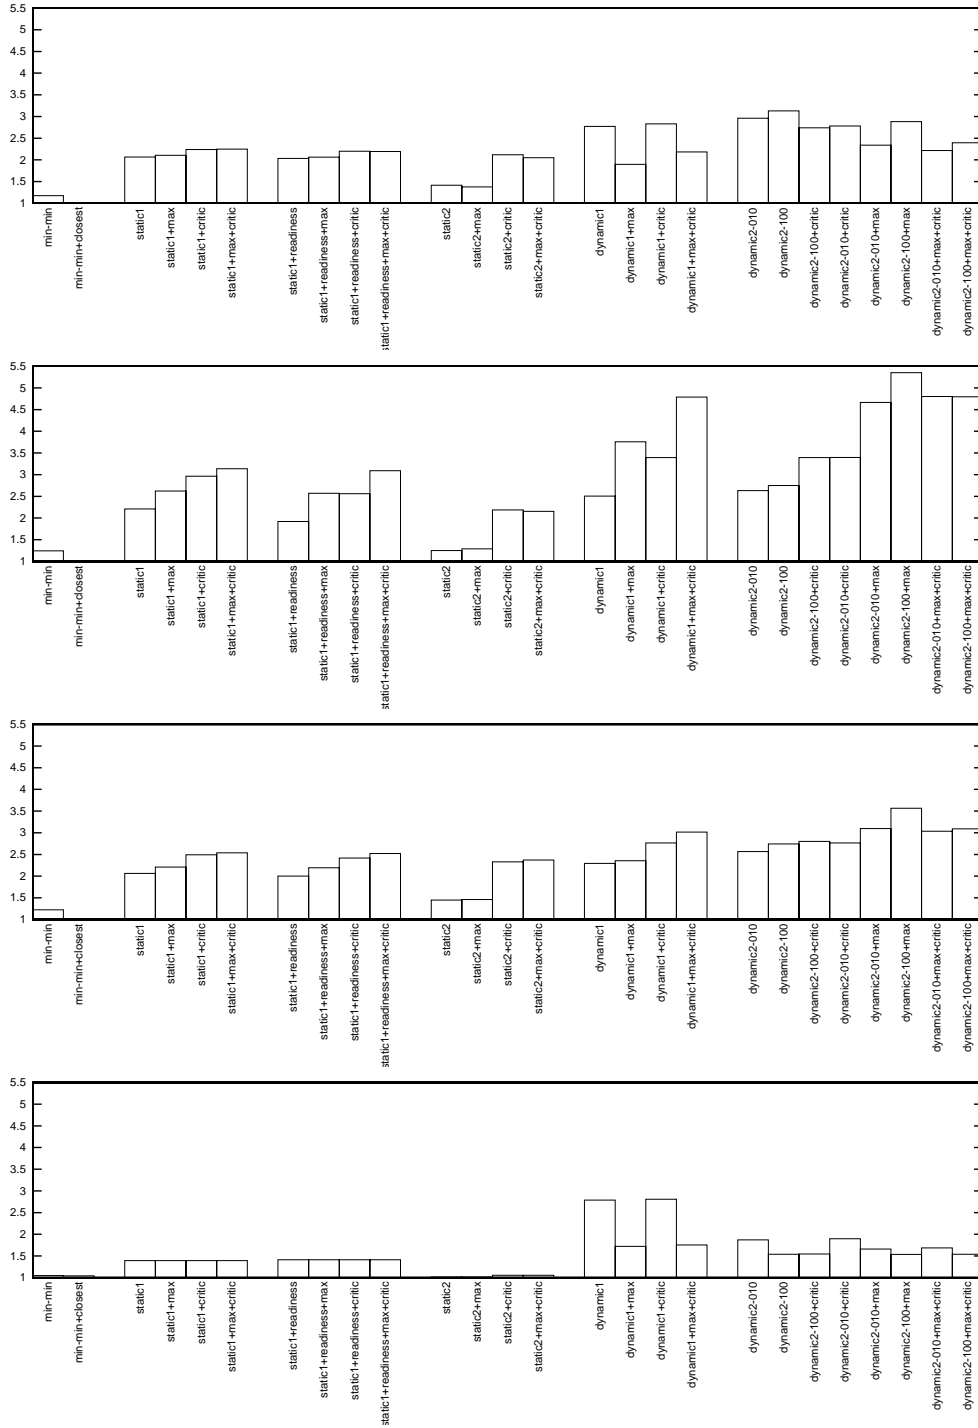 5.5
5
4.5
4
3.5
3
2.5
2
1.5
1
min-min
min-min+closest
static1
static1+max
static1+critic
static1+max+critic
static1+readiness
static1+readiness+max
static1+readiness+critic
static1+readiness+max+critic
static2
static2+max
static2+critic
static2+max+critic
dynamic1
dynamic1+max
dynamic1+critic
dynamic1+max+critic
dynamic2-010
dynamic2-100
dynamic2-100+critic
dynamic2-010+critic
dynamic2-010+max
dynamic2-100+max
dynamic2-010+max+critic
dynamic2-100+max+critic
5.5
5
4.5
4
3.5
3
2.5
2
1.5
1
min-min
min-min+closest
static1
static1+max
static1+critic
static1+max+critic
static1+readiness
static1+readiness+max
static1+readiness+critic
static1+readiness+max+critic
static2
static2+max
static2+critic
static2+max+critic
dynamic1
dynamic1+max
dynamic1+critic
dynamic1+max+critic
dynamic2-010
dynamic2-100
dynamic2-100+critic
dynamic2-010+critic
dynamic2-010+max
dynamic2-100+max
dynamic2-010+max+critic
dynamic2-100+max+critic
5.5
5
4.5
4
3.5
3
2.5
2
1.5
1
min-min
min-min+closest
static1
static1+max
static1+critic
static1+max+critic
static1+readiness
static1+readiness+max
static1+readiness+critic
static1+readiness+max+critic
static2
static2+max
static2+critic
static2+max+critic
dynamic1
dynamic1+max
dynamic1+critic
dynamic1+max+critic
dynamic2-010
dynamic2-100
dynamic2-100+critic
dynamic2-010+critic
dynamic2-010+max
dynamic2-100+max
dynamic2-010+max+critic
dynamic2-100+max+critic
5.5
5
4.5
4
3.5
3
2.5
2
1.5
1
min-min
min-min+closest
static1
static1+max
static1+critic
static1+max+critic
static1+readiness
static1+readiness+max
static1+readiness+critic
static1+readiness+max+critic
static2
static2+max
static2+critic
static2+max+critic
dynamic1
dynamic1+max
dynamic1+critic
dynamic1+max+critic
dynamic2-010
dynamic2-100
dynamic2-100+critic
dynamic2-010+critic
dynamic2-010+max
dynamic2-100+max
dynamic2-010+max+critic
dynamic2-100+max+critic